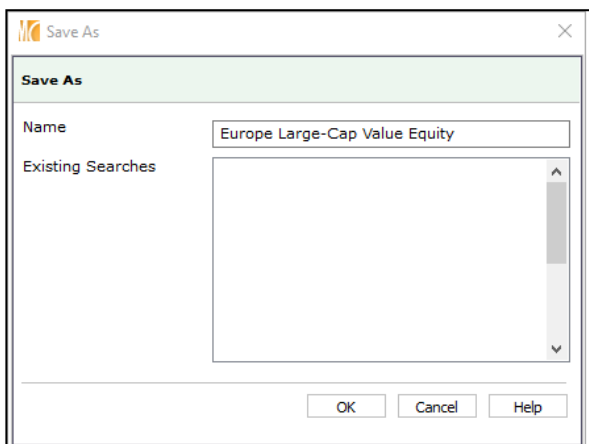 Save As
Save As
Name
Europe Large-Cap Value Equity
Existing Searches
OK Cancel Help